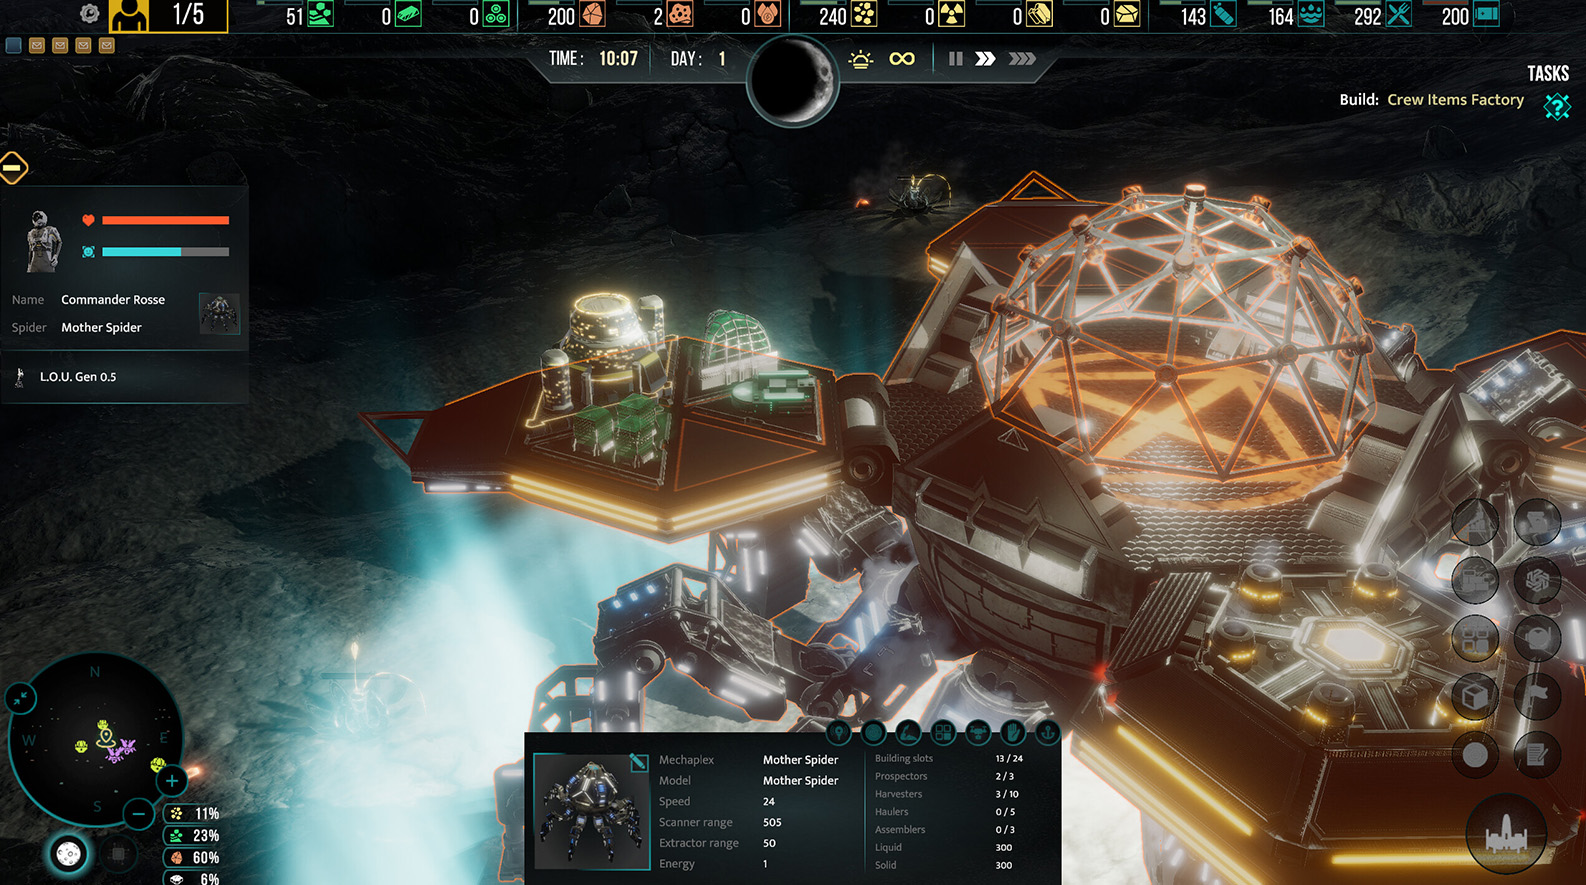 1/5
51 0 0 200 2 0 240 0 0 0 143 164 292 200
TIME: 10:07 DAY: 1
TASKS
Build: Crew Items Factory
Name Commander Rosse
Spider Mother Spider
L.O.U. Gen 0.5
N
W E
S
11%
23%
60%
6%
Mechaplex Mother Spider
Model Mother Spider
Speed 24
Scanner range 505
Extractor range 50
Energy 1
Building slots 13 / 24
Prospectors 2 / 3
Harvesters 3 / 10
Haulers 0 / 5
Assemblers 0 / 3
Liquid 300
Solid 300